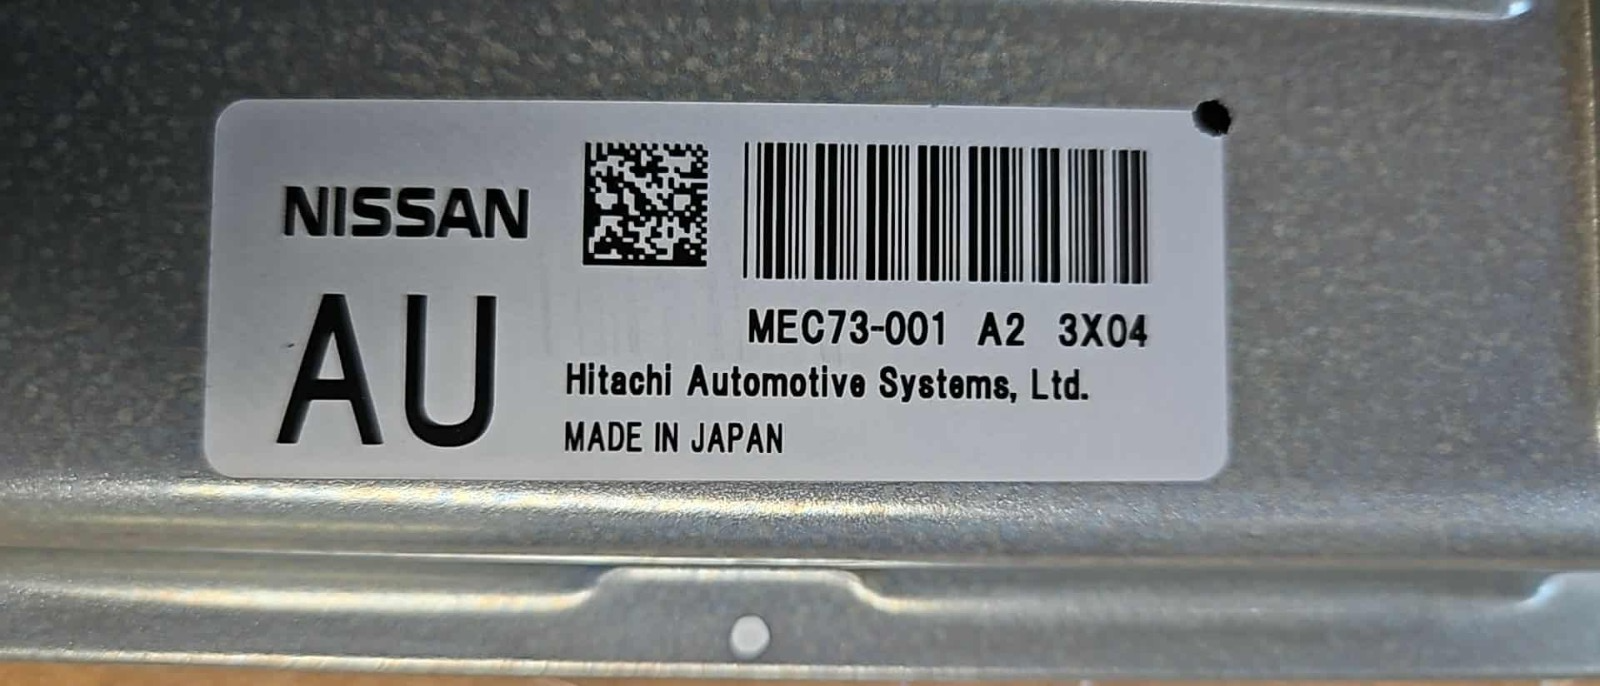 NISSAN
AU
MEC73-001 A2 3X04
Hitachi Automotive Systems, Ltd.
MADE IN JAPAN